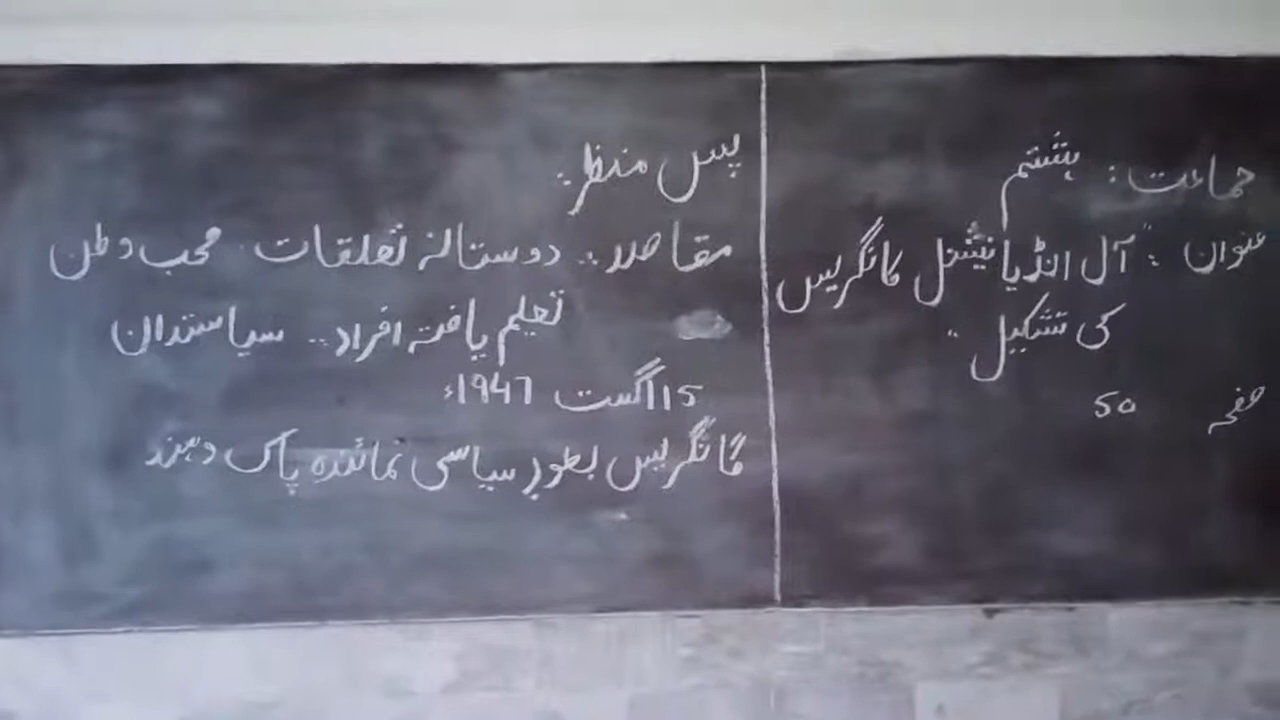 جماعت: ہشتم
عنوان: آل انڈیا نیشنل کانگریس
کی تشکیل
صفحہ 50
پس منظر:
مقاصد: دوستانہ تعلقات۔ محب وطن
تعلیم یافتہ افراد۔ سیاستدان
15 اگست 1947ء
کانگریس بطور سیاسی نمائندہ پاک وہند